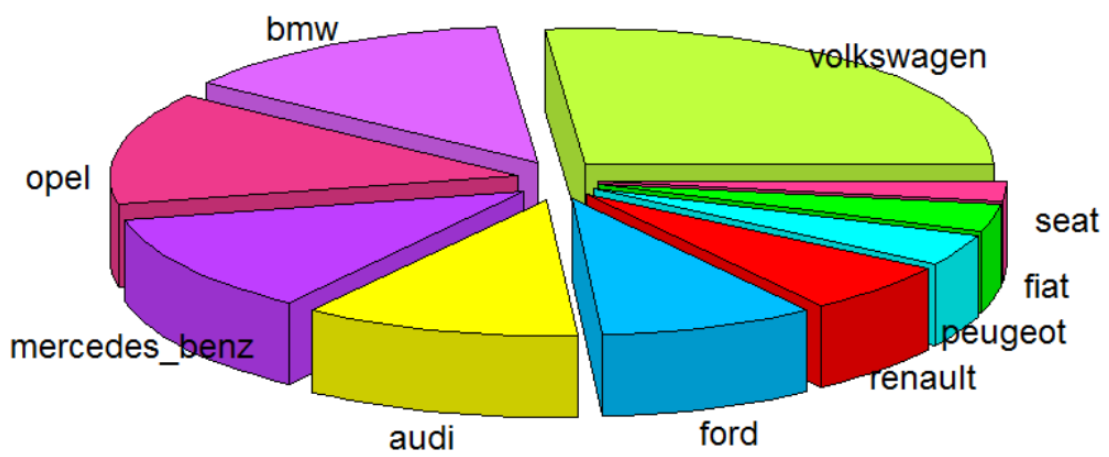 bmw
volkswagen
opel
seat
fiat
mercedes_benz
peugeot
renault
audi
ford